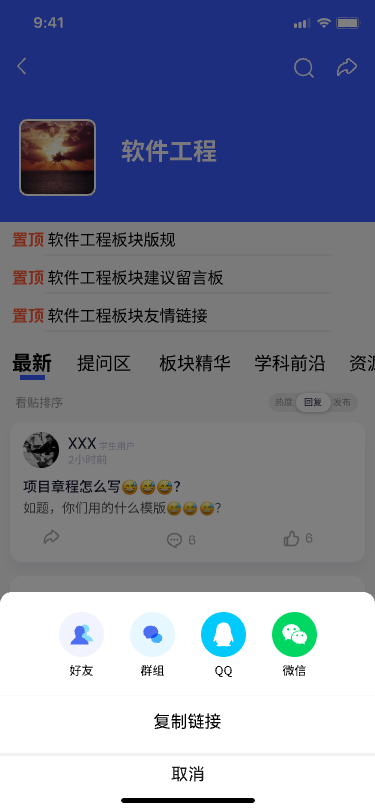 9:41
软件工程
置顶 软件工程板块版规
置顶 软件工程板块建议留言板
置顶 软件工程板块友情链接
最新 提问区 板块精华 学科前沿 资源
看贴排序 热度 回复 发布
XXX 学生用户
2小时前
项目章程怎么写😅😅😅?
如题，你们用的什么模版😅😅😅?
6 6
好友 群组 QQ 微信
复制链接
取消